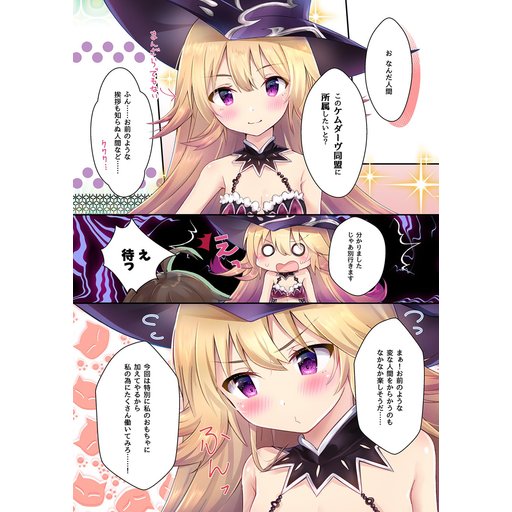 お なんだ人間
このケムダーヴ同盟に
所属したいと?
まんざらでもない
ふん……お前のような
挨拶も知らぬ人間など……
クククッ…
分かりました
じゃあ別行きます
えっ
え
待っ
まぁ!お前のような
変な人間をからかうのも
なかなか楽しそうだ……
今回は特別に私のおもちゃに
加えてやるから
私の為にたくさん働いてみろ……!
ふんっ